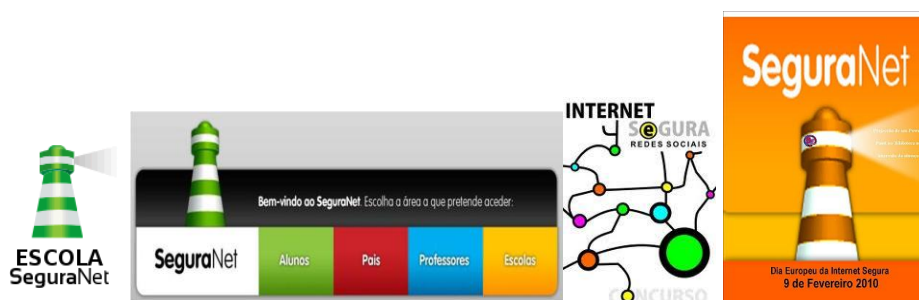 ESCOLA
SeguraNet
Bem-vindo ao SeguraNet. Escolha a área a que pretende aceder:
SeguraNet
Alunos
Pais
Professores
Escolas
INTERNET
SeGURA
REDES SOCIAIS
CONCURSO
SeguraNet
Dia Europeu da Internet Segura
9 de Fevereiro 2010